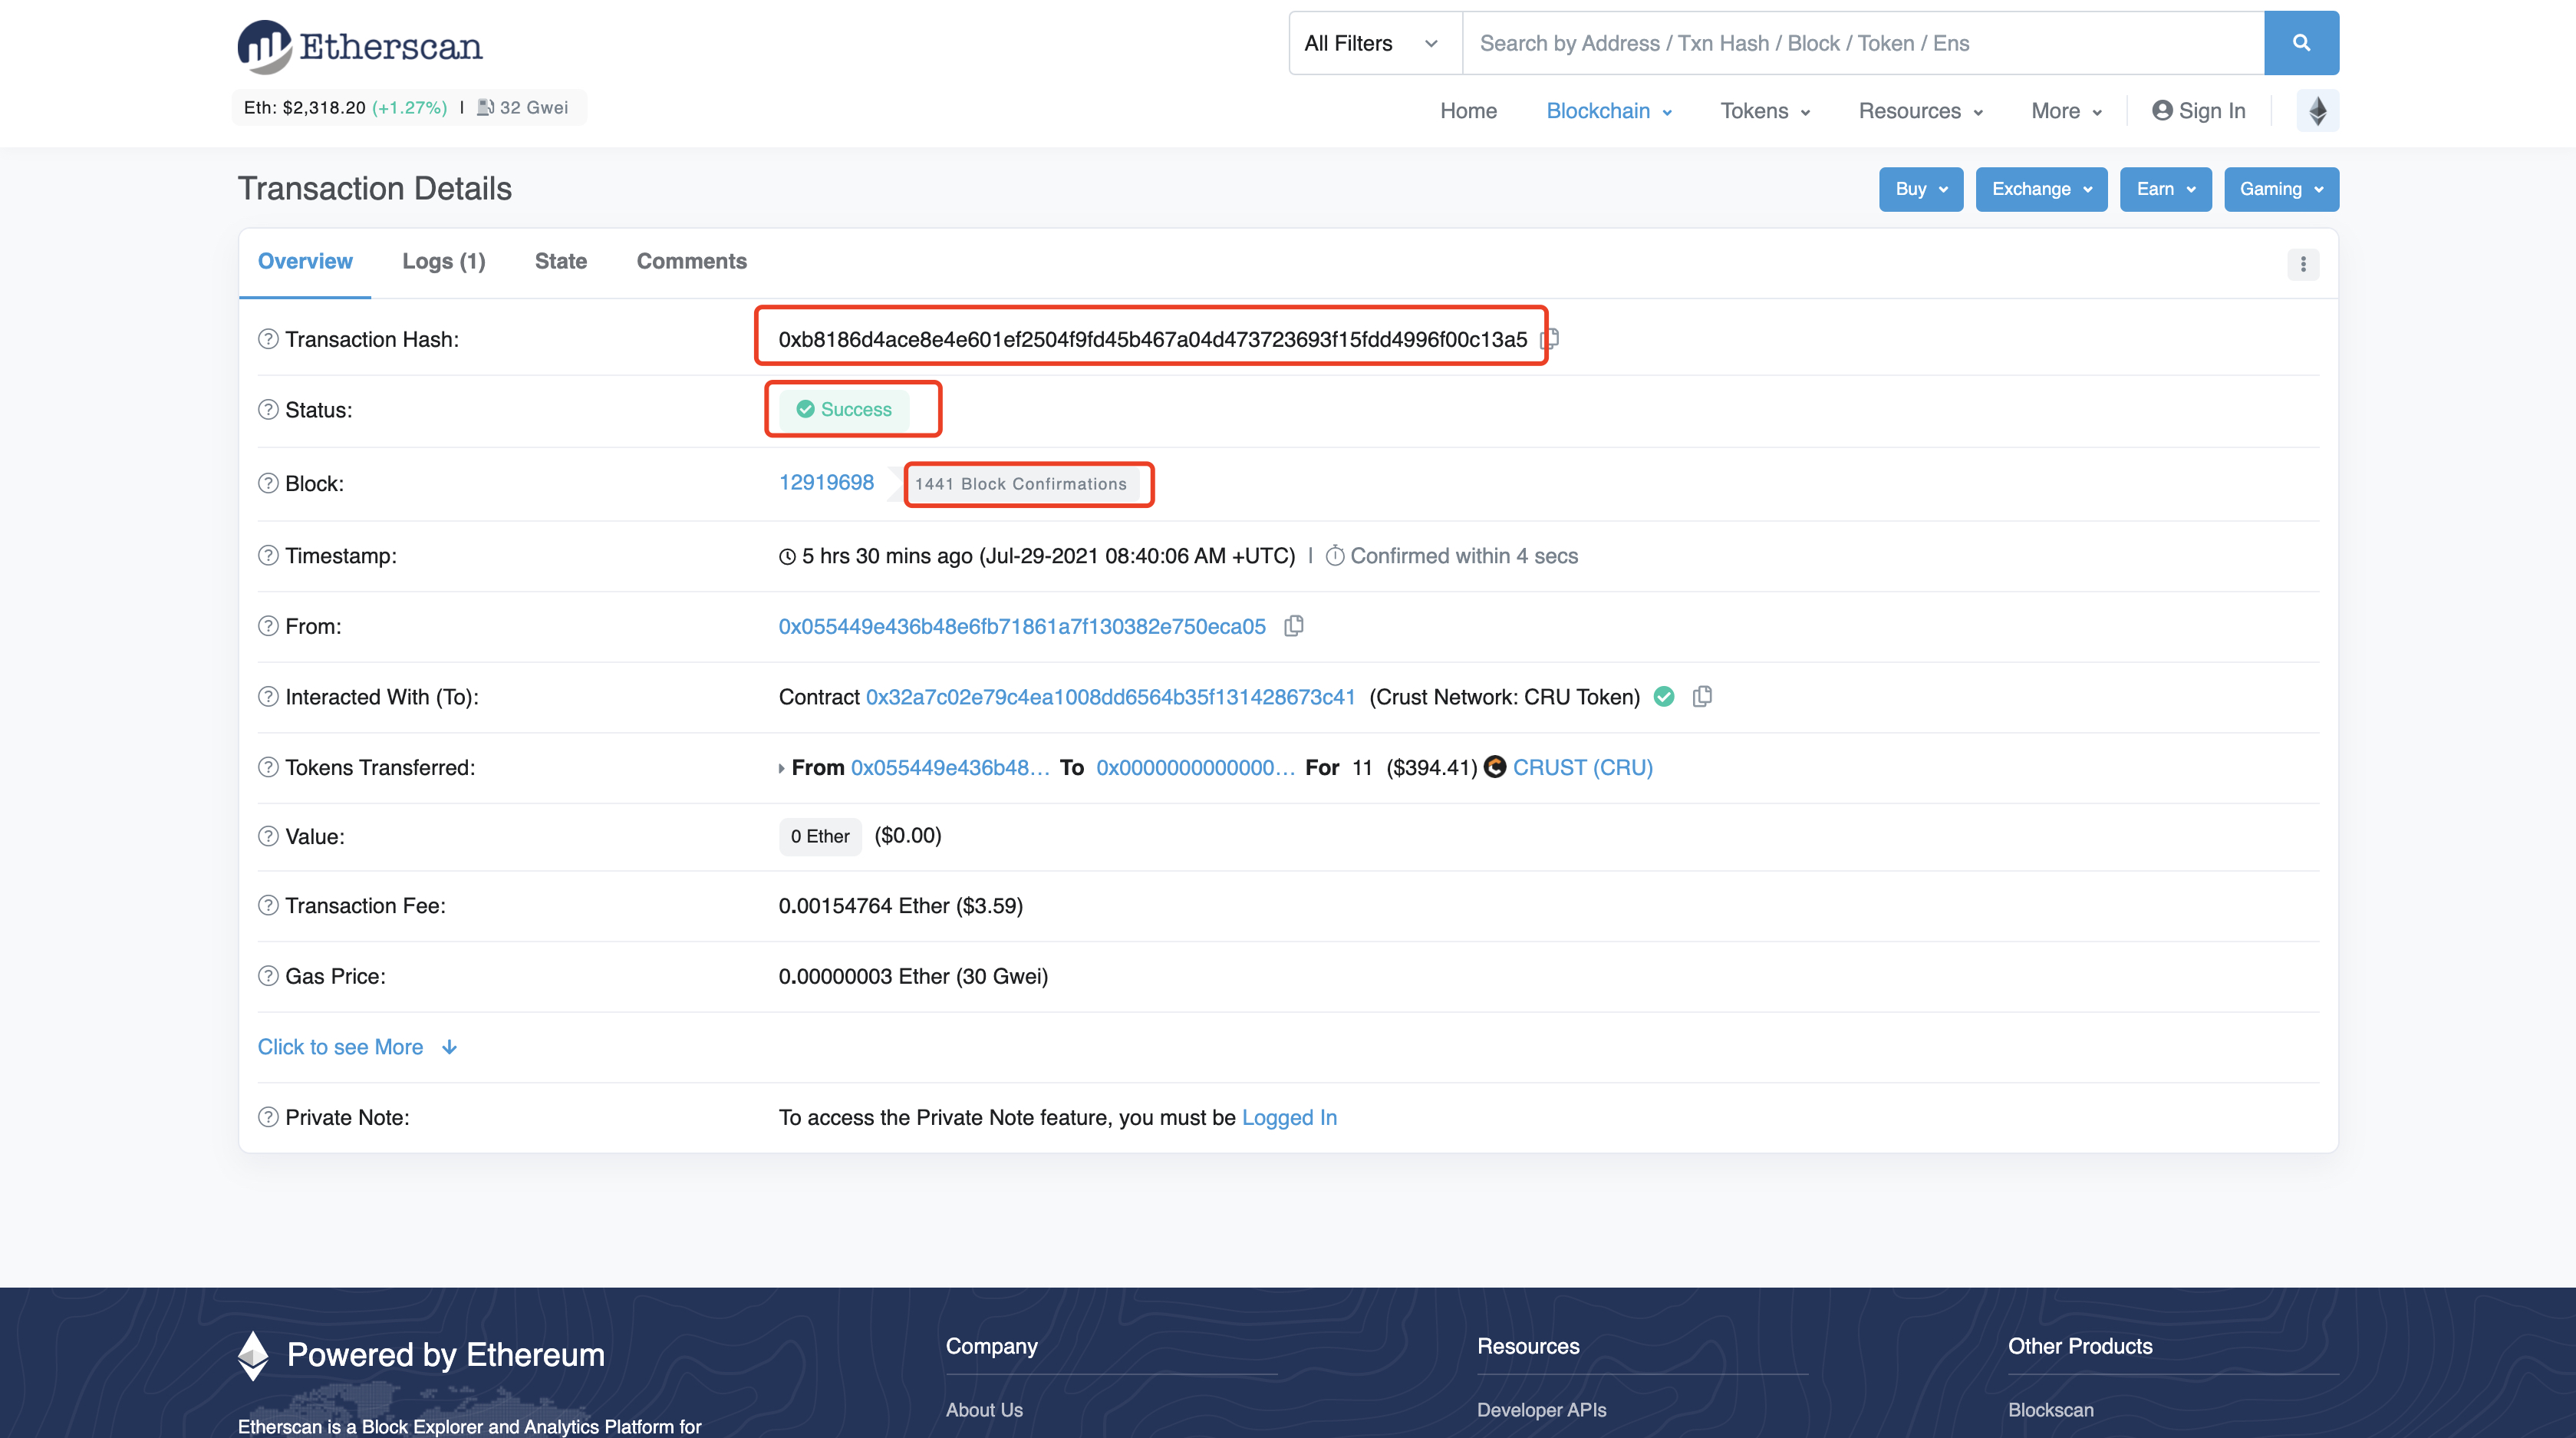 Etherscan
All Filters
Search by Address / Txn Hash / Block / Token / Ens
Eth: $2,318.20 (+1.27%) | 32 Gwei
Home Blockchain Tokens Resources More Sign In
Transaction Details
Buy Exchange Earn Gaming
Overview Logs (1) State Comments
Transaction Hash: 0xb8186d4ace8e4e601ef2504f9fd45b467a04d473723693f15fdd4996f00c13a5
Status: Success
Block: 12919698 1441 Block Confirmations
Timestamp: 5 hrs 30 mins ago (Jul-29-2021 08:40:06 AM +UTC) | Confirmed within 4 secs
From: 0x055449e436b48e6fb71861a7f130382e750eca05
Interacted With (To): Contract 0x32a7c02e79c4ea1008dd6564b35f131428673c41 (Crust Network: CRU Token)
Tokens Transferred: From 0x055449e436b48... To 0x0000000000000... For 11 ($394.41) CRUST (CRU)
Value: 0 Ether ($0.00)
Transaction Fee: 0.00154764 Ether ($3.59)
Gas Price: 0.00000003 Ether (30 Gwei)
Click to see More
Private Note: To access the Private Note feature, you must be Logged In
Powered by Ethereum
Company
Resources
Other Products
Etherscan is a Block Explorer and Analytics Platform for
About Us
Developer APIs
Blockscan